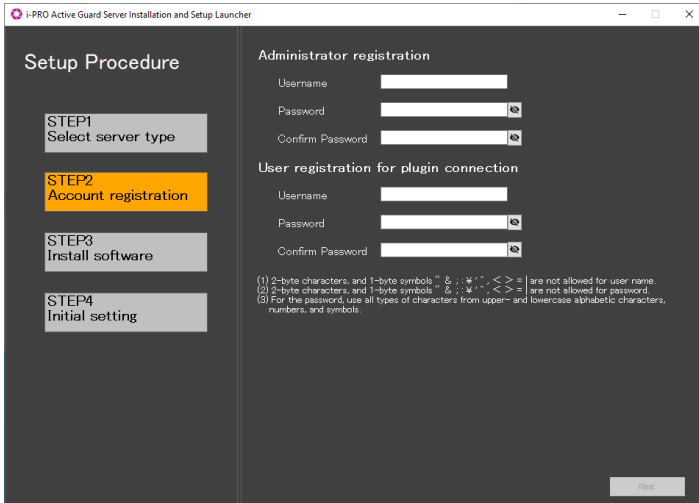 i-PRO Active Guard Server Installation and Setup Launcher
Setup Procedure
STEP1
Select server type
STEP2
Account registration
STEP3
Install software
STEP4
Initial setting
Administrator registration
Username
Password
Confirm Password
User registration for plugin connection
Username
Password
Confirm Password
(1) 2-byte characters, and 1-byte symbols " & ; : ¥ ' ^ , < > = | are not allowed for user name.
(2) 2-byte characters, and 1-byte symbols " & ; : ¥ ' ^ , < > = | are not allowed for password.
(3) For the password, use all types of characters from upper- and lowercase alphabetic characters,
numbers, and symbols.
Next